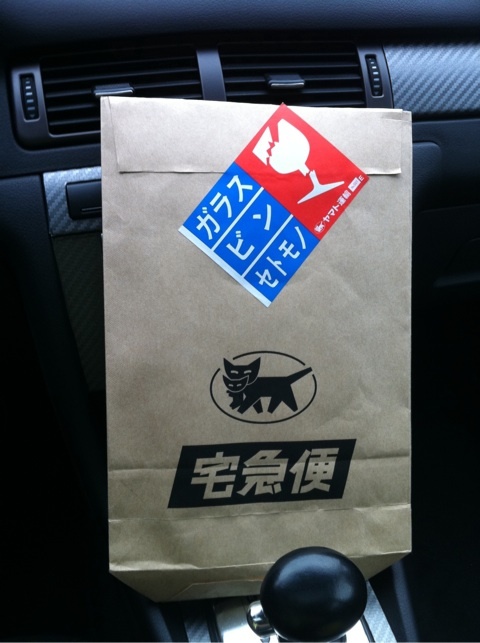 ガラス
ビン
セトモノ
ヤマト運輸
宅急便